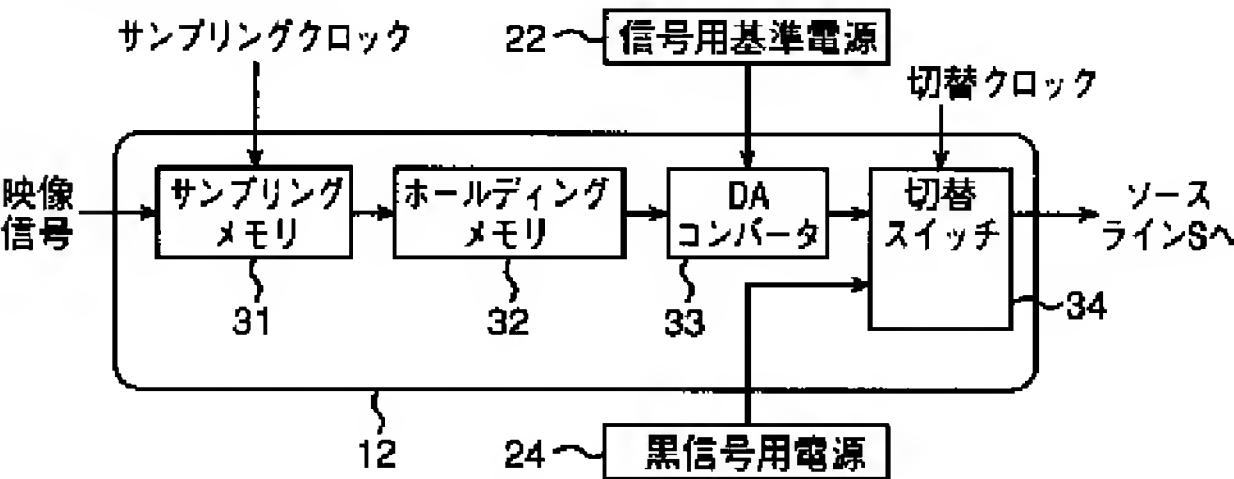 サンプリングクロック
22
信号用基準電源
切替クロック
映像
信号
サンプリング
メモリ
ホールディング
メモリ
DA
コンバータ
切替
スイッチ
ソース
ラインSへ
31
32
33
34
12
24
黒信号用電源